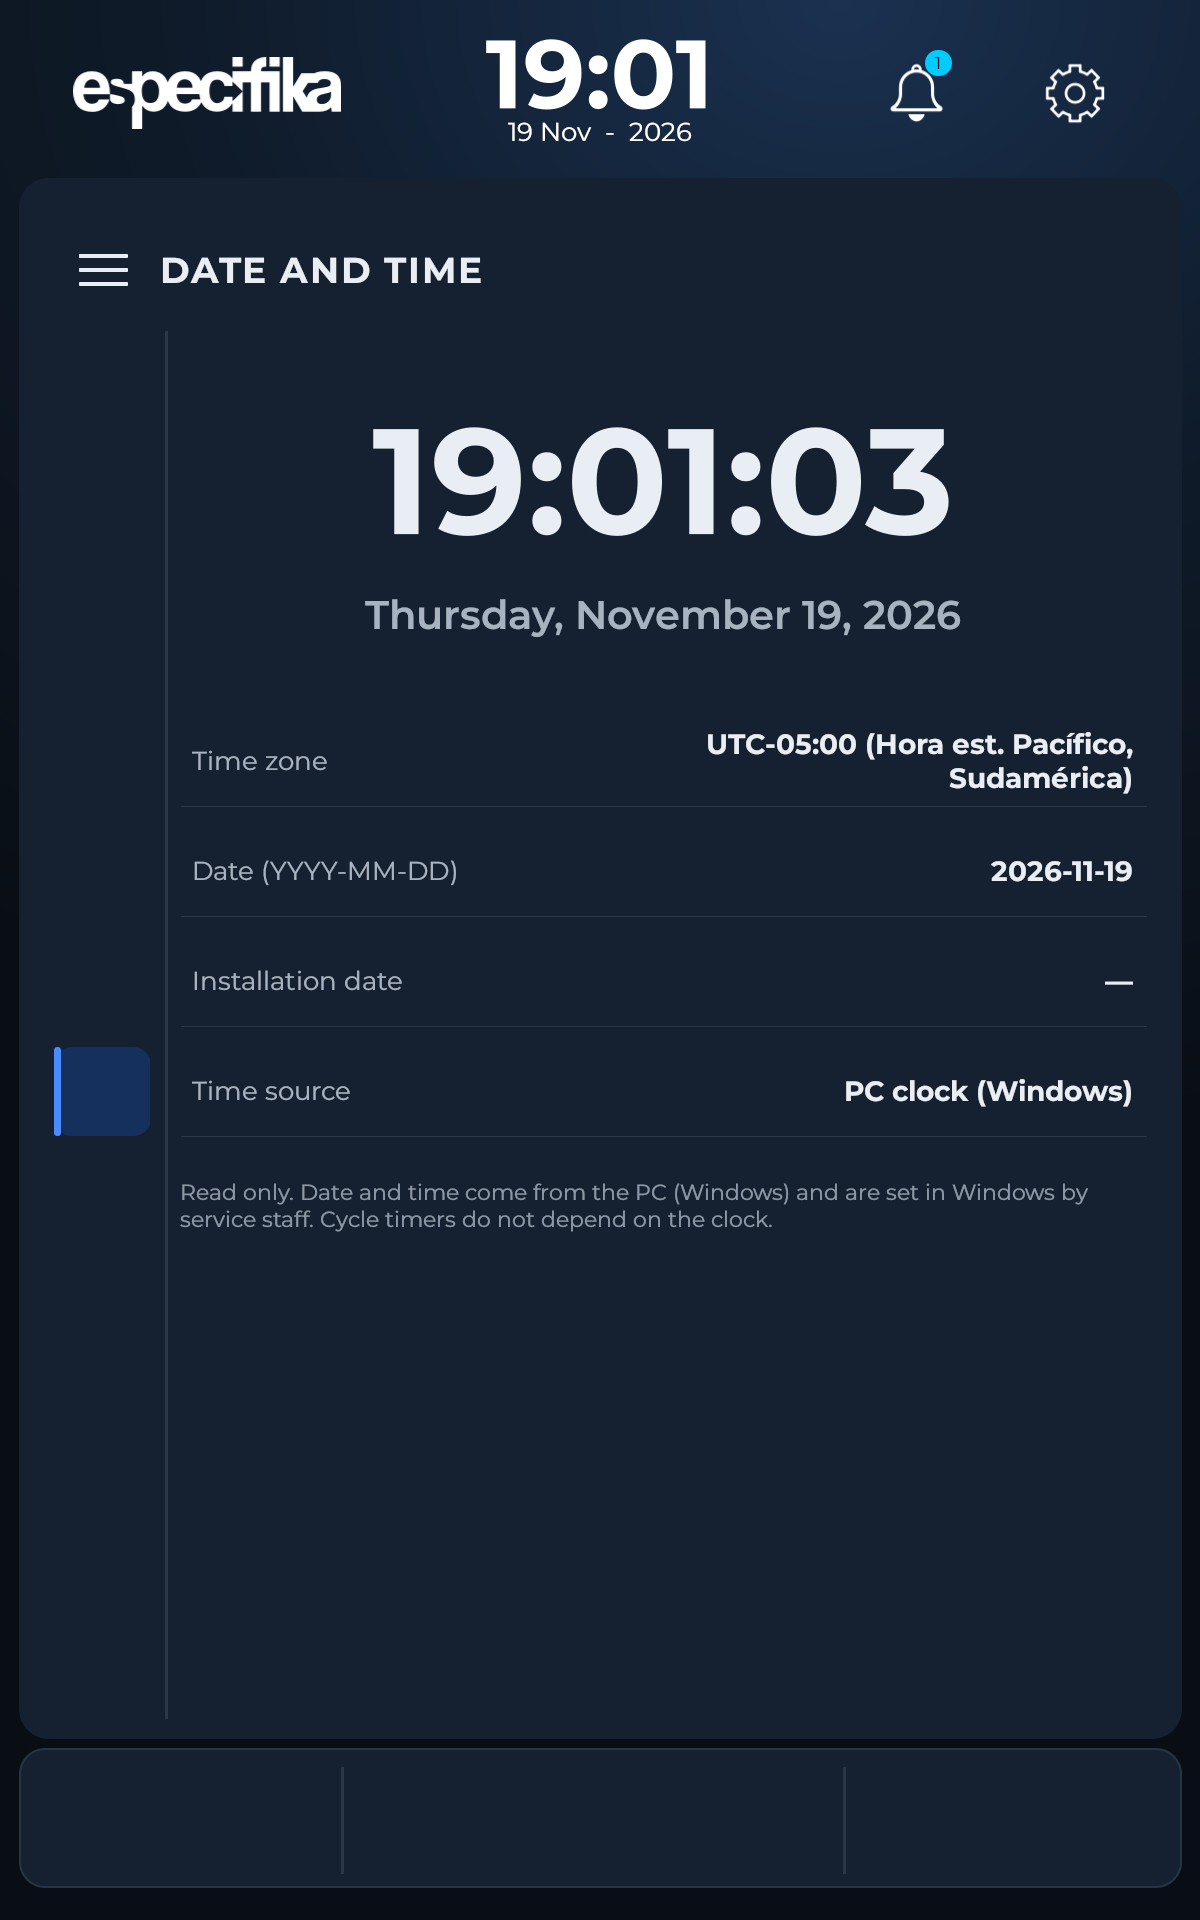 especifika
19:01
19 Nov - 2026
1
DATE AND TIME
19:01:03
Thursday, November 19, 2026
Time zone
UTC-05:00 (Hora est. Pacífico,
Sudamérica)
Date (YYYY-MM-DD)
2026-11-19
Installation date
—
Time source
PC clock (Windows)
Read only. Date and time come from the PC (Windows) and are set in Windows by
service staff. Cycle timers do not depend on the clock.